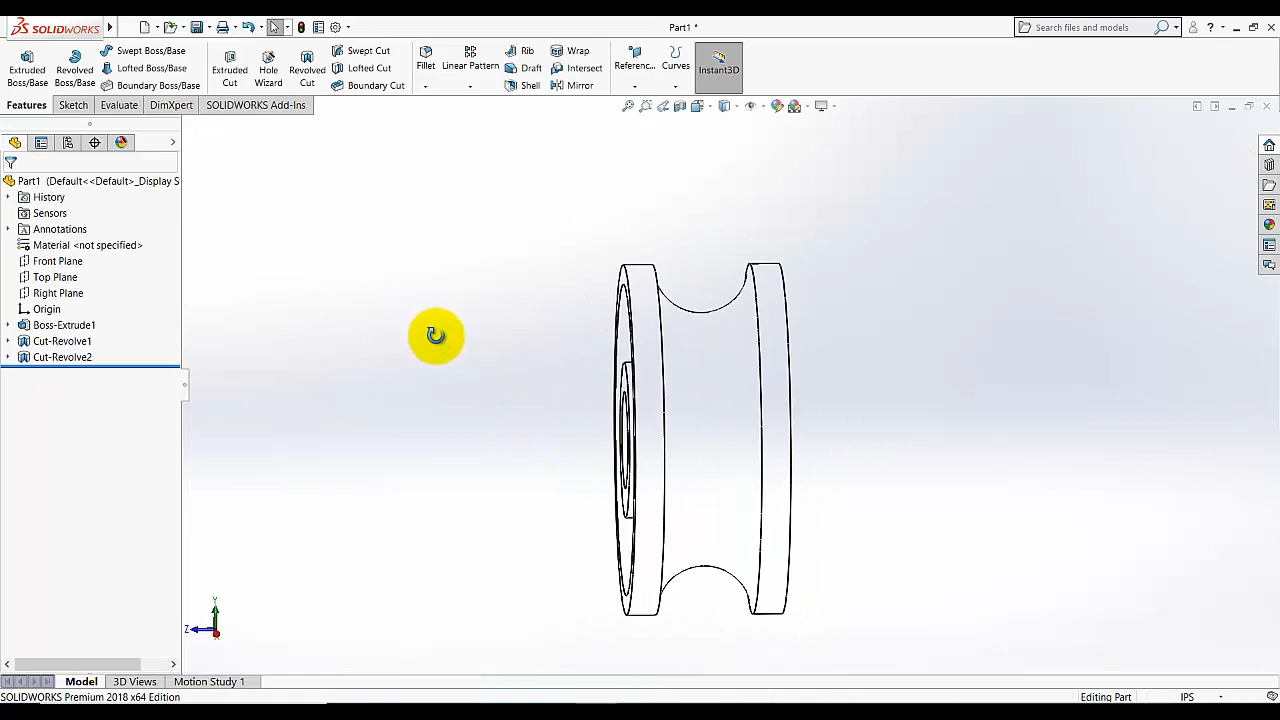 SOLIDWORKS
Part1 *
Search files and models
?
Extruded Boss/Base
Revolved Boss/Base
Swept Boss/Base
Lofted Boss/Base
Boundary Boss/Base
Extruded Cut
Hole Wizard
Revolved Cut
Swept Cut
Lofted Cut
Boundary Cut
Fillet
Linear Pattern
Rib
Draft
Shell
Wrap
Intersect
Mirror
Referenc...
Curves
Instant3D
Features
Sketch
Evaluate
DimXpert
SOLIDWORKS Add-Ins
Part1 (Default<<Default>_Display S
History
Sensors
Annotations
Material <not specified>
Front Plane
Top Plane
Right Plane
Origin
Boss-Extrude1
Cut-Revolve1
Cut-Revolve2
Y
Z
Model
3D Views
Motion Study 1
SOLIDWORKS Premium 2018 x64 Edition
Editing Part
IPS